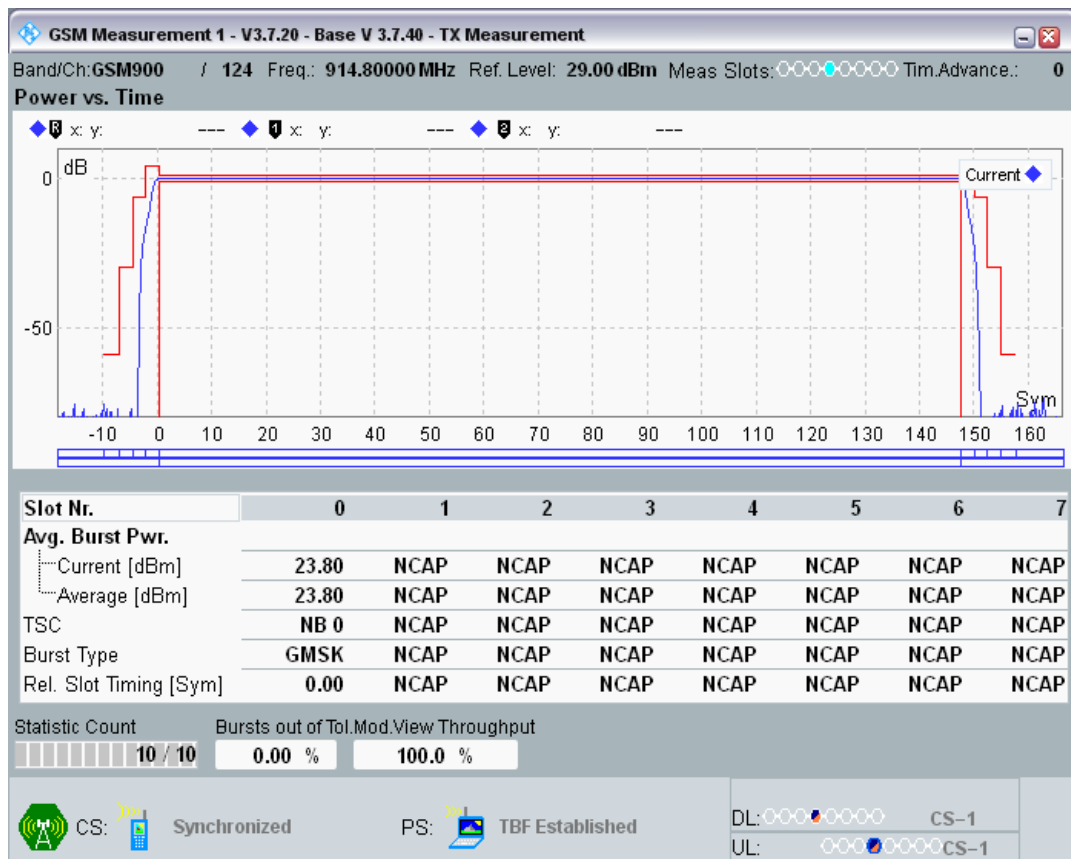 GSM Measurement 1 - V3.7.20 - Base V 3.7.40 - TX Measurement
Band/Ch:GSM900 / 124 Freq.: 914.80000 MHz Ref. Level: 29.00 dBm Meas Slots: Tim.Advance.: 0
Power vs. Time
R x: y: --- 1 x: y: --- 2 x: y: ---
dB
Current
0
-50
Sym
-10 0 10 20 30 40 50 60 70 80 90 100 110 120 130 140 150 160
Slot Nr. 0 1 2 3 4 5 6 7
Avg. Burst Pwr.
Current [dBm] 23.80 NCAP NCAP NCAP NCAP NCAP NCAP NCAP
Average [dBm] 23.80 NCAP NCAP NCAP NCAP NCAP NCAP NCAP
TSC NB 0 NCAP NCAP NCAP NCAP NCAP NCAP NCAP
Burst Type GMSK NCAP NCAP NCAP NCAP NCAP NCAP NCAP
Rel. Slot Timing [Sym] 0.00 NCAP NCAP NCAP NCAP NCAP NCAP NCAP
Statistic Count Bursts out of Tol.Mod.View Throughput
10 / 10 0.00 % 100.0 %
CS: Synchronized PS: TBF Established
DL: CS-1
UL: CS-1